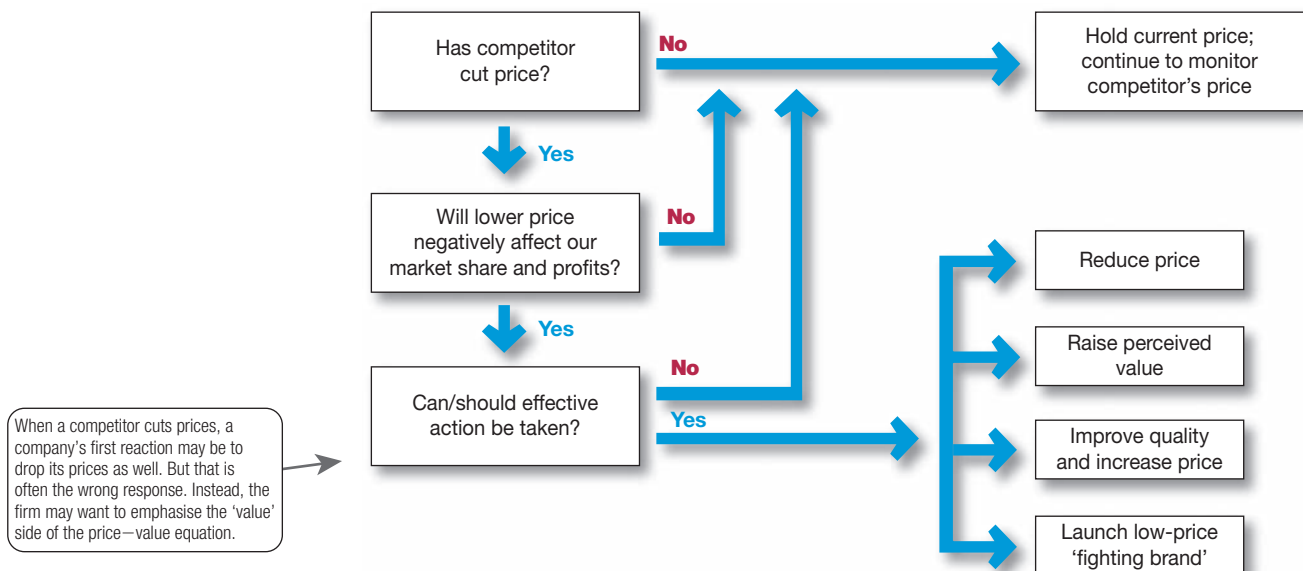 Has competitor
cut price?
No
Hold current price;
continue to monitor
competitor’s price
Yes
Will lower price
negatively affect our
market share and profits?
No
Yes
Can/should effective
action be taken?
No
Yes
Reduce price
Raise perceived
value
Improve quality
and increase price
Launch low-price
‘fighting brand’
When a competitor cuts prices, a
company’s first reaction may be to
drop its prices as well. But that is
often the wrong response. Instead, the
firm may want to emphasise the ‘value’
side of the price–value equation.